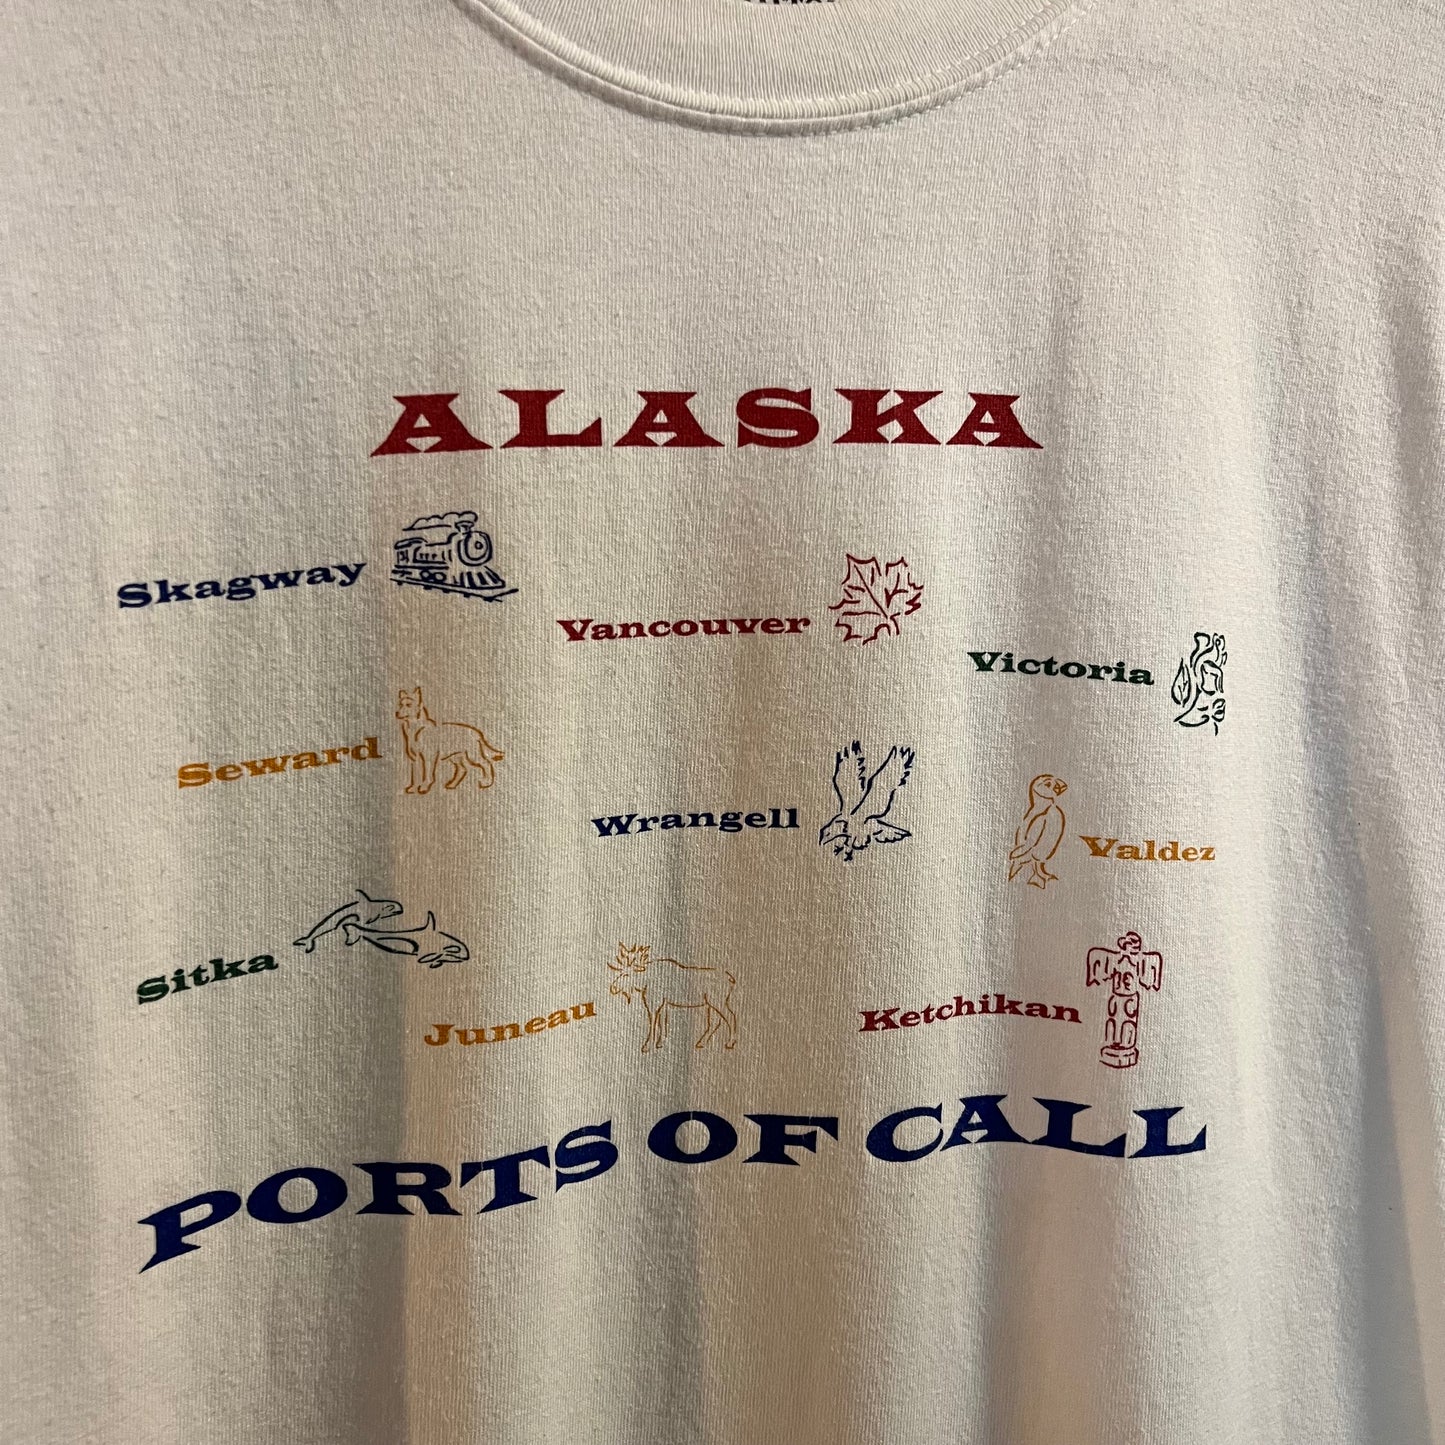 ALASKA
Skagway
Vancouver
Victoria
Seward
Wrangell
Valdez
Sitka
Juneau
Ketchikan
PORTS OF CALL